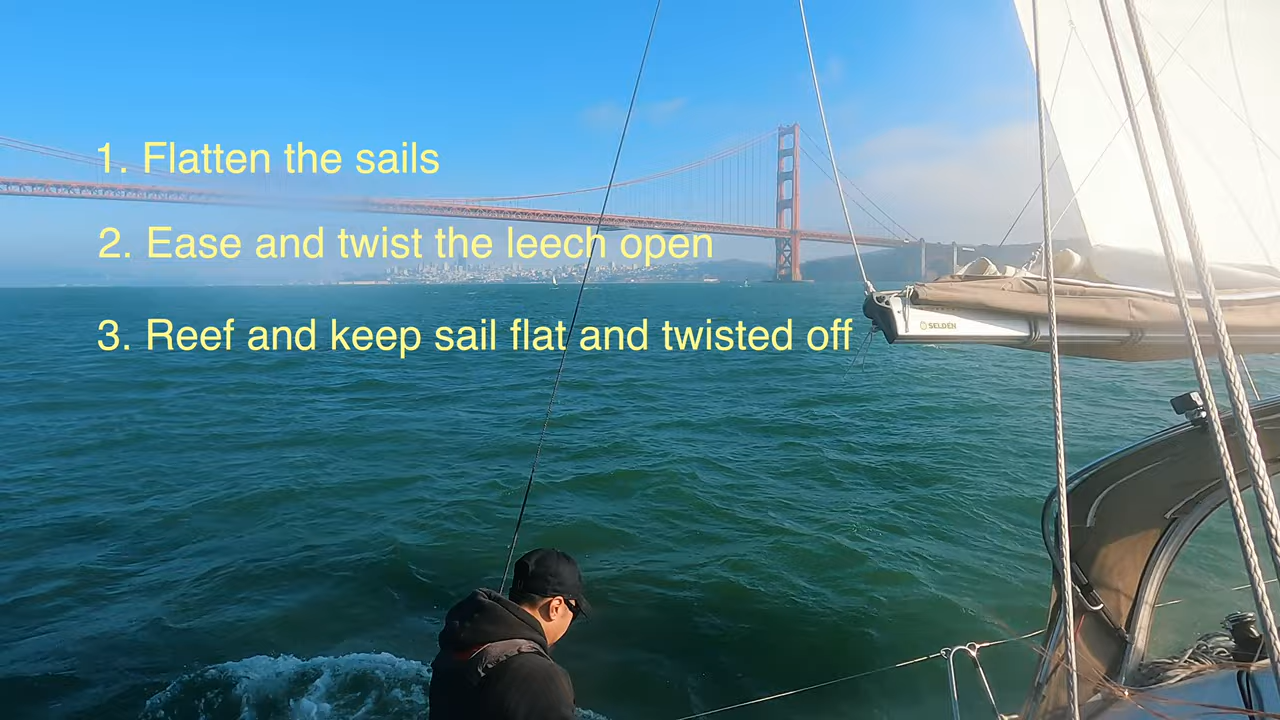 1. Flatten the sails
2. Ease and twist the leech open
3. Reef and keep sail flat and twisted off
SELDEN